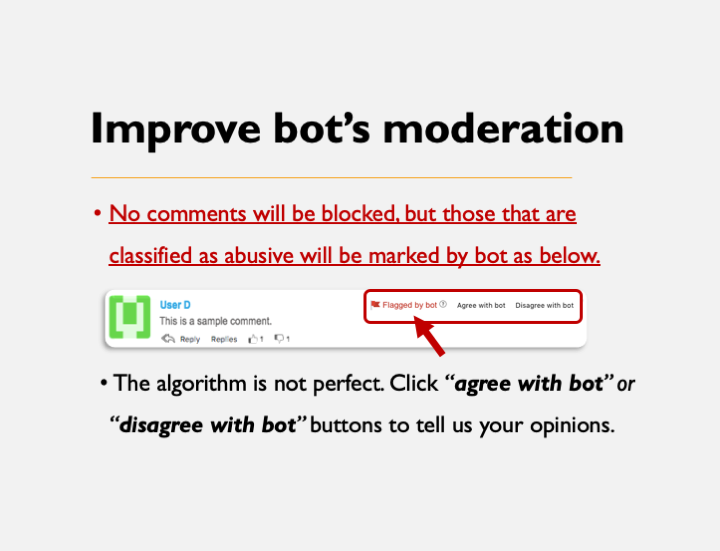 Improve bot’s moderation
• No comments will be blocked, but those that are
classified as abusive will be marked by bot as below.
User D Flagged by bot ? Agree with bot Disagree with bot
This is a sample comment.
Reply Replies 1 1
• The algorithm is not perfect. Click “agree with bot” or
“disagree with bot” buttons to tell us your opinions.